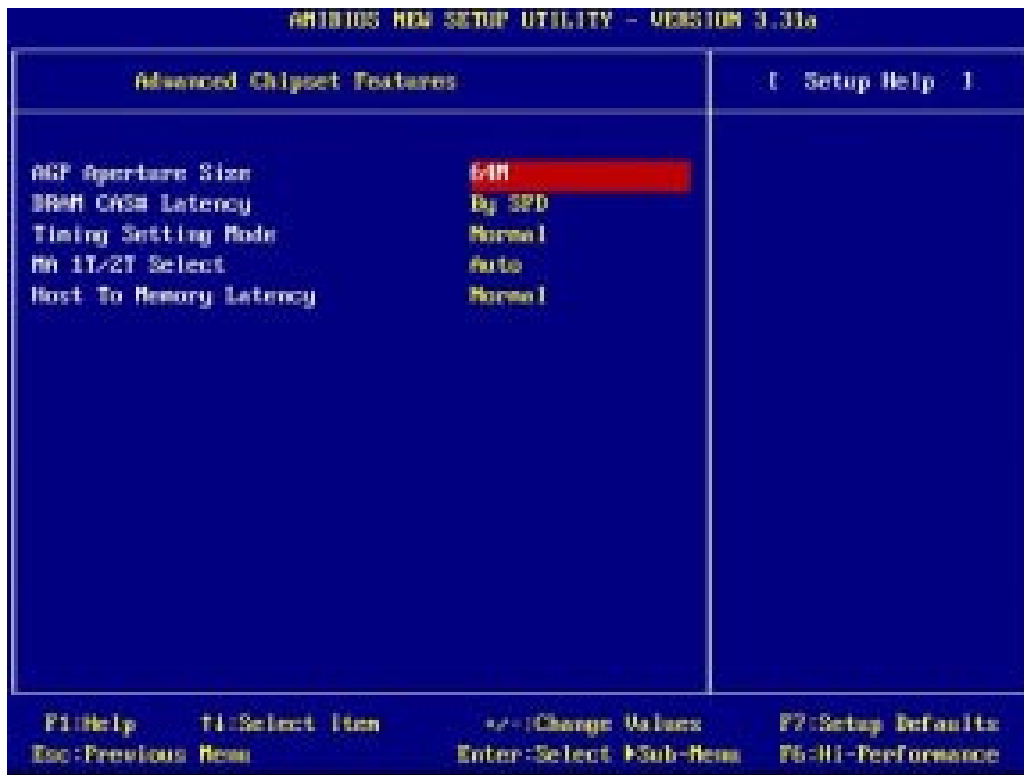 AMIBIOS NEW SETUP UTILITY - VERSION 3.31a
Advanced Chipset Features
[ Setup Help ]
AGP Aperture Size 64M
DRAM CAS# Latency By SPD
Timing Setting Mode Normal
MA 1T/2T Select Auto
Host To Memory Latency Normal
F1:Help ↑↓:Select Item +/-:Change Values F7:Setup Defaults
Esc:Previous Menu Enter:Select ▶Sub-Menu F6:Hi-Performance